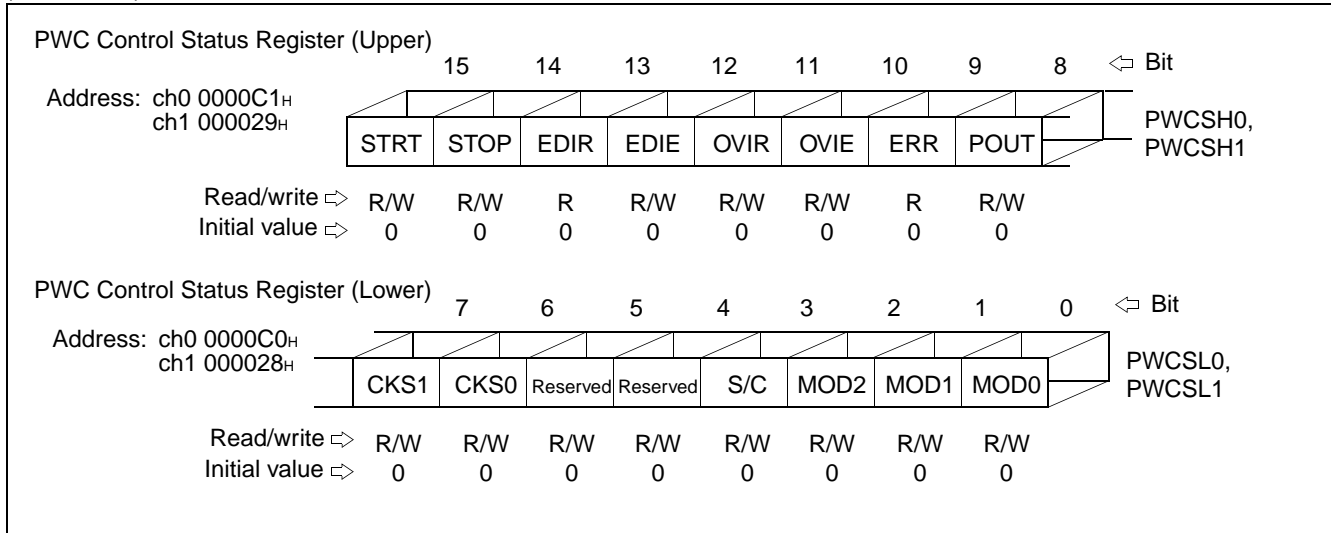 PWC Control Status Register (Upper)
15 14 13 12 11 10 9 8 ⇦ Bit
Address: ch0 0000C1H
ch1 000029H
STRT STOP EDIR EDIE OVIR OVIE ERR POUT
PWCSH0,
PWCSH1
Read/write ⇨ R/W R/W R R/W R/W R/W R R/W
Initial value ⇨ 0 0 0 0 0 0 0 0
PWC Control Status Register (Lower)
7 6 5 4 3 2 1 0 ⇦ Bit
Address: ch0 0000C0H
ch1 000028H
CKS1 CKS0 Reserved Reserved S/C MOD2 MOD1 MOD0
PWCSL0,
PWCSL1
Read/write ⇨ R/W R/W R/W R/W R/W R/W R/W R/W
Initial value ⇨ 0 0 0 0 0 0 0 0